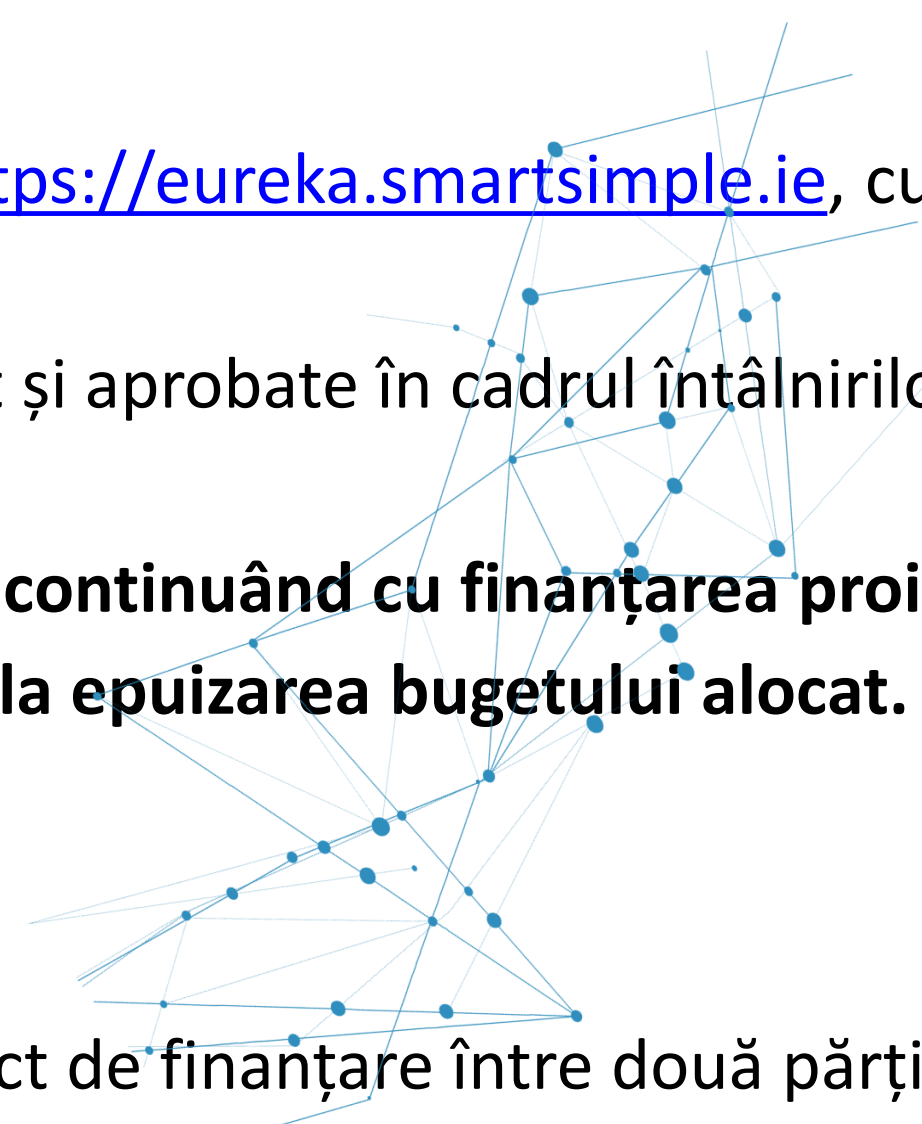 tps://eureka.smartsimple.ie, cu
și aprobate în cadrul întâlnirilo
continuând cu finanțarea proi
la epuizarea bugetului alocat.
ct de finanțare între două părți